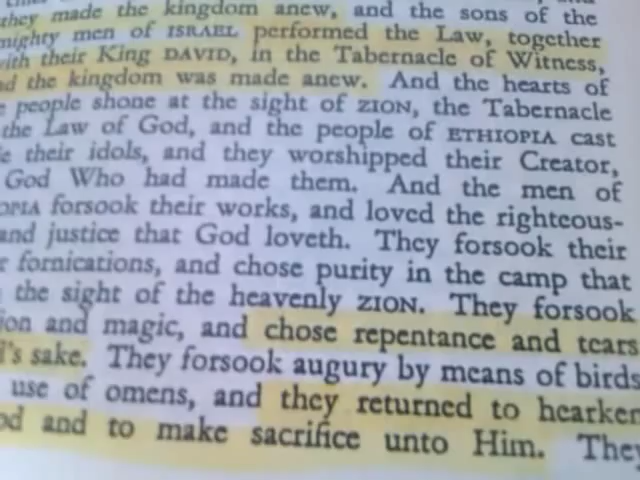 they made the kingdom anew, and the sons of the
mighty men of ISRAEL performed the Law, together
with their King DAVID, in the Tabernacle of Witness,
the kingdom was made anew. And the hearts of
people shone at the sight of ZION, the Tabernacle
the Law of God, and the people of ETHIOPIA cast
their idols, and they worshipped their Creator,
God Who had made them. And the men of
OPIA forsook their works, and loved the righteous-
and justice that God loveth. They forsook their
fornications, and chose purity in the camp that
the sight of the heavenly ZION. They forsook
ion and magic, and chose repentance and tears
d's sake. They forsook augury by means of birds
use of omens, and they returned to hearken
od and to make sacrifice unto Him. They